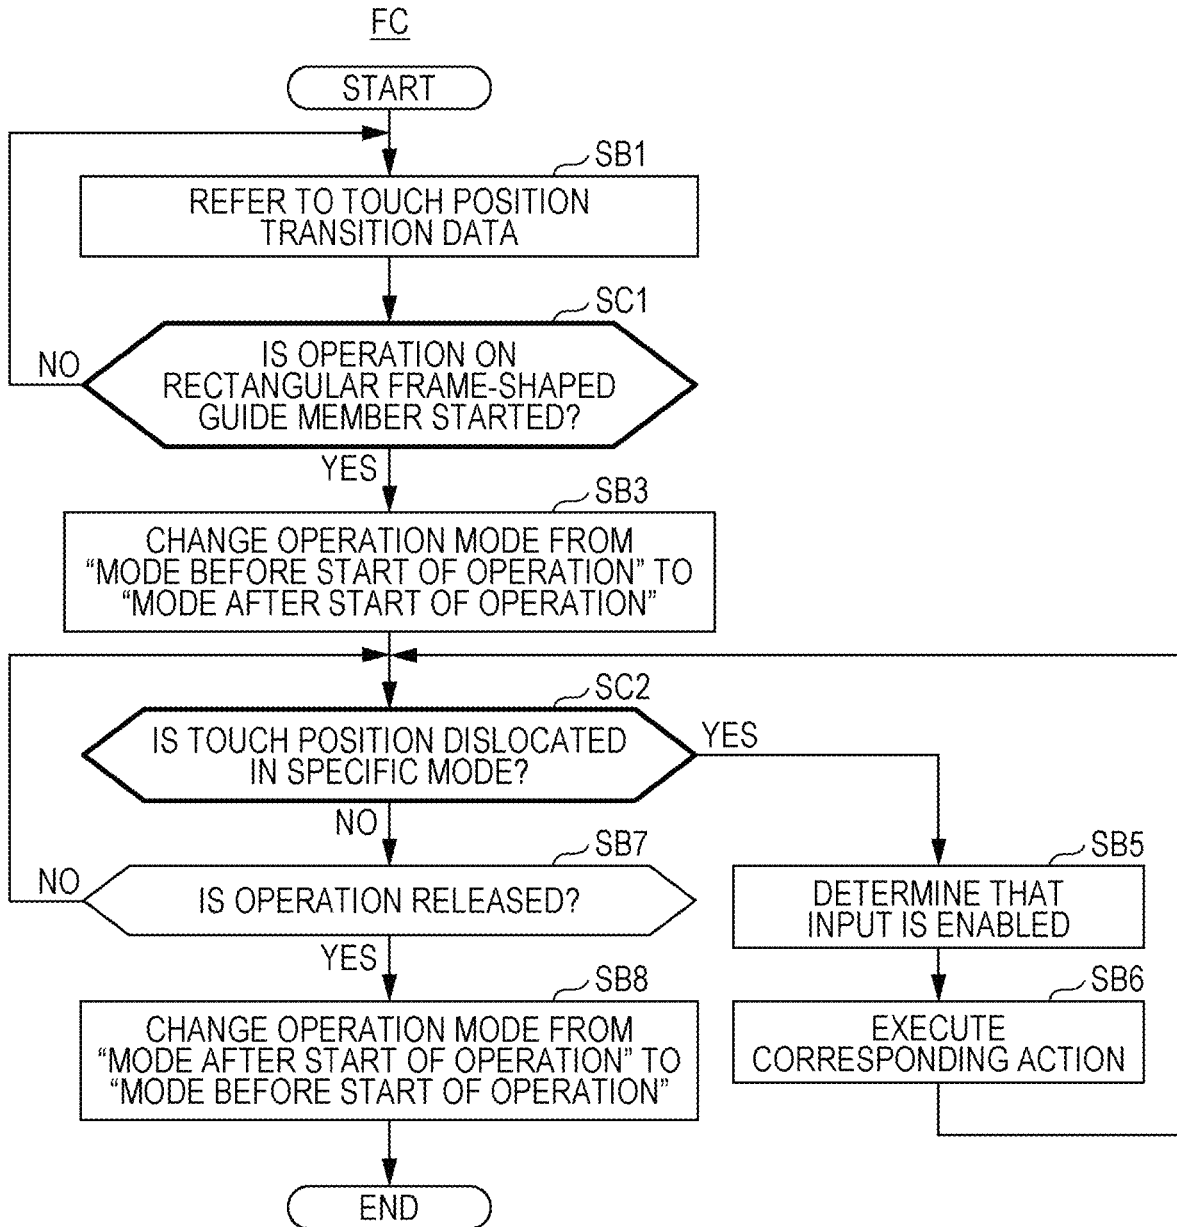 FC
START
SB1
REFER TO TOUCH POSITION
TRANSITION DATA
SC1
IS OPERATION ON
RECTANGULAR FRAME-SHAPED
GUIDE MEMBER STARTED?
NO
YES
SB3
CHANGE OPERATION MODE FROM
“MODE BEFORE START OF OPERATION” TO
“MODE AFTER START OF OPERATION”
SC2
IS TOUCH POSITION DISLOCATED
IN SPECIFIC MODE?
YES
NO
SB7
IS OPERATION RELEASED?
NO
YES
SB5
DETERMINE THAT
INPUT IS ENABLED
SB8
CHANGE OPERATION MODE FROM
“MODE AFTER START OF OPERATION” TO
“MODE BEFORE START OF OPERATION”
SB6
EXECUTE
CORRESPONDING ACTION
END